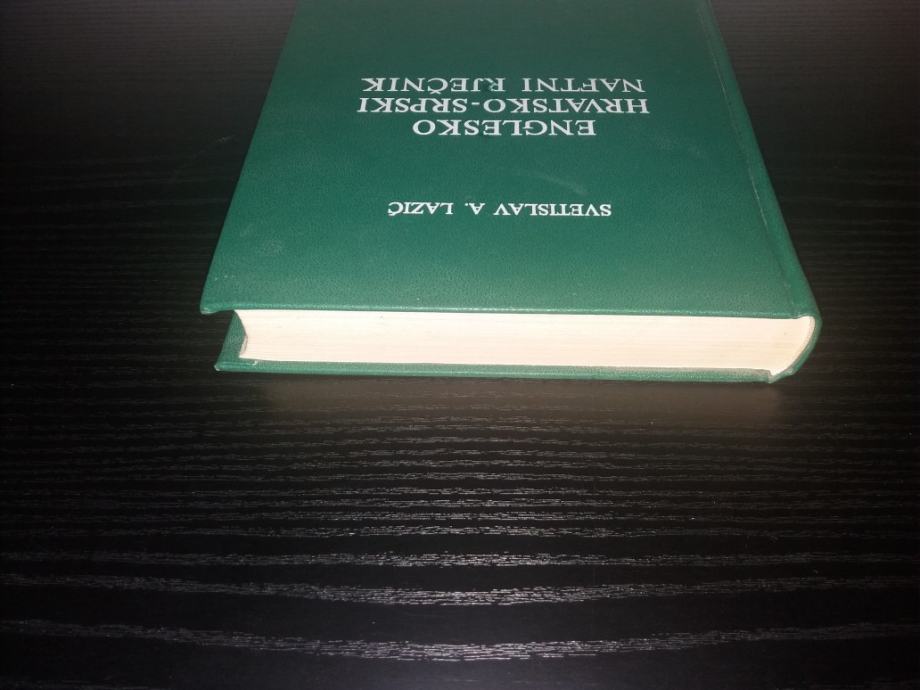 SVETISLAV A. LAZIĆ
ENGLESKO
HRVATSKO-SRPSKI
NAFTNI RJEČNIK